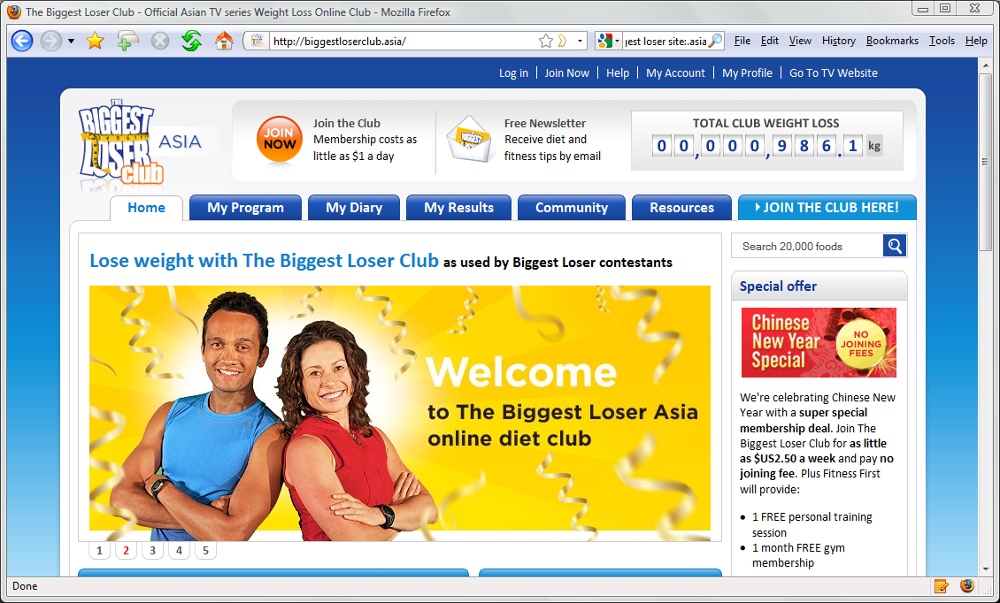 The Biggest Loser Club - Official Asian TV series Weight Loss Online Club - Mozilla Firefox
http://biggestloserclub.asia/
gest loser site:.asia
File Edit View History Bookmarks Tools Help
Log in | Join Now | Help | My Account | My Profile | Go To TV Website
THE
BIGGEST
LOSER
club
ASIA
JOIN
NOW
Join the Club
Membership costs as
little as $1 a day
BIGGEST
Free Newsletter
Receive diet and
fitness tips by email
TOTAL CLUB WEIGHT LOSS
00,000,986.1 kg
Home
My Program
My Diary
My Results
Community
Resources
JOIN THE CLUB HERE!
Lose weight with The Biggest Loser Club as used by Biggest Loser contestants
Welcome
to The Biggest Loser Asia
online diet club
1 2 3 4 5
Search 20,000 foods
Special offer
Chinese
New Year
Special
NO
JOINING
FEES
We're celebrating Chinese New
Year with a super special
membership deal. Join The
Biggest Loser Club for as little
as $US2.50 a week and pay no
joining fee. Plus Fitness First
will provide:
• 1 FREE personal training
session
• 1 month FREE gym
membership
Done